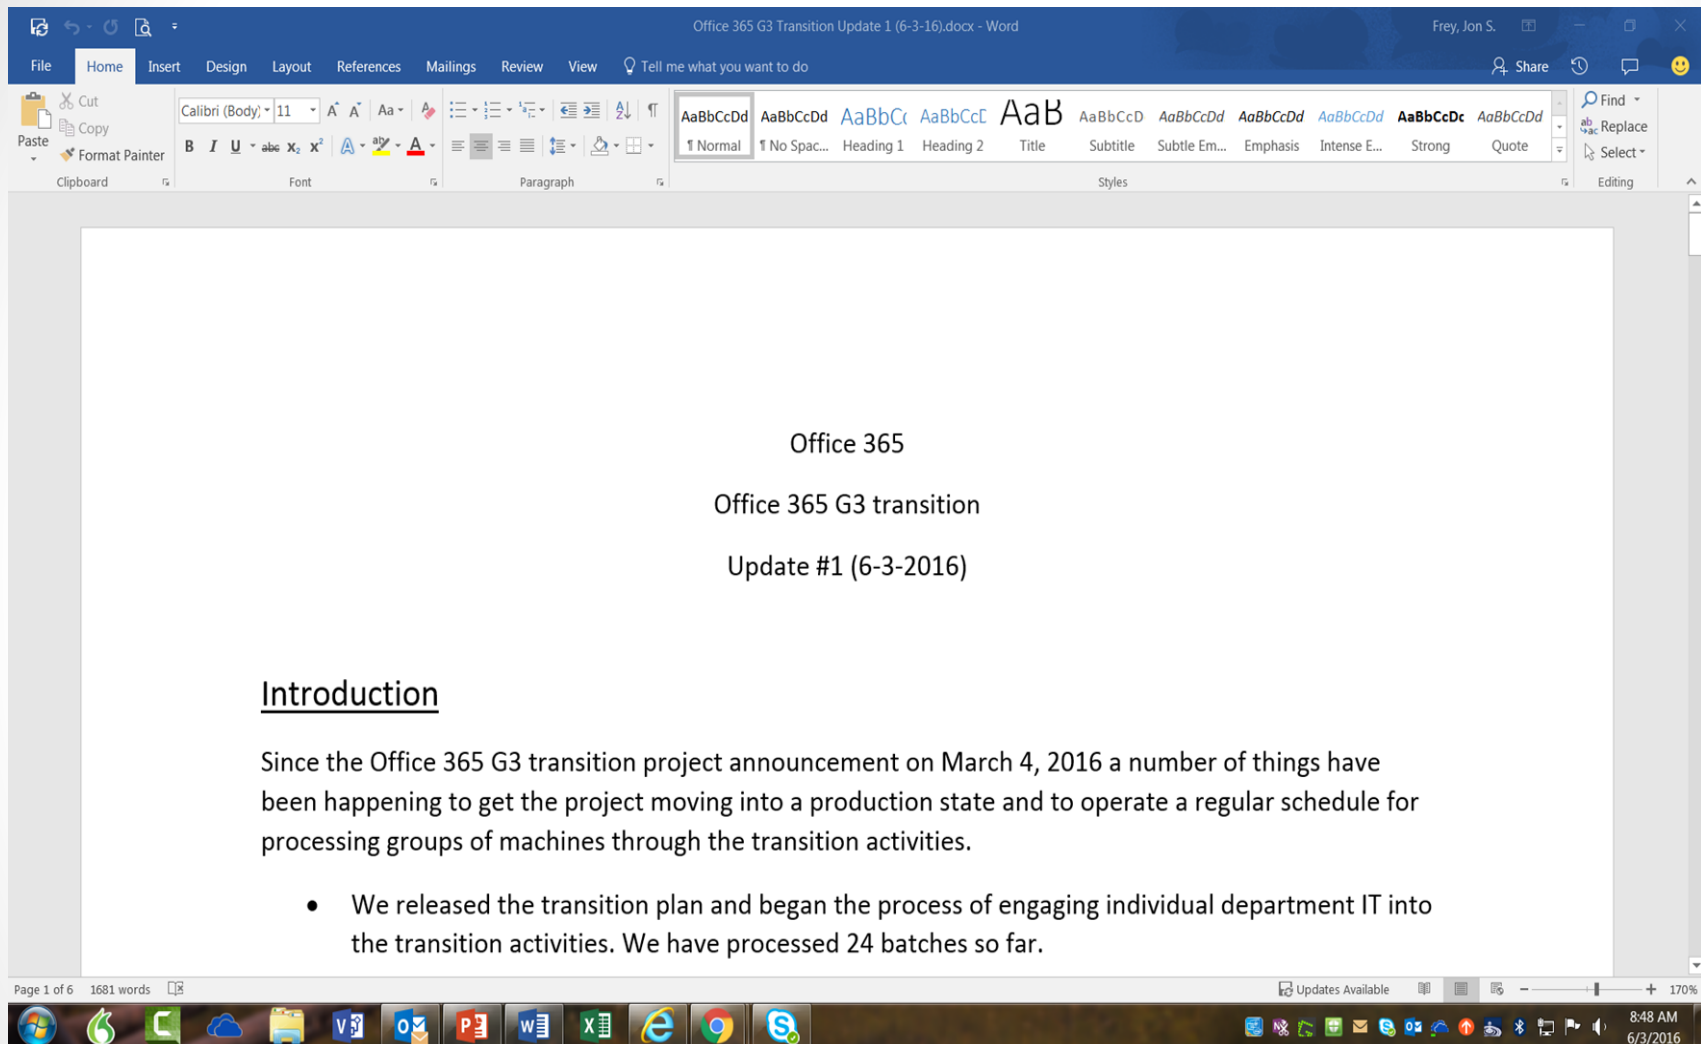 Office 365 G3 Transition Update 1 (6-3-16).docx - Word
Frey, Jon S.
File Home Insert Design Layout References Mailings Review View Tell me what you want to do
Share
Cut
Copy
Paste
Format Painter
Clipboard
Calibri (Body) 11
Aa
B I U abc X₂ X²
Font
Paragraph
AaBbCcDd AaBbCcDd AaBbCc AaBbCcD AaB AaBbCcD AaBbCcDd AaBbCcDd AaBbCcDd AaBbCcDc AaBbCcDd
¶ Normal ¶ No Spac... Heading 1 Heading 2 Title Subtitle Subtle Em... Emphasis Intense E... Strong Quote
Styles
Find
Replace
Select
Editing
Office 365
Office 365 G3 transition
Update #1 (6-3-2016)
Introduction
Since the Office 365 G3 transition project announcement on March 4, 2016 a number of things have
been happening to get the project moving into a production state and to operate a regular schedule for
processing groups of machines through the transition activities.
• We released the transition plan and began the process of engaging individual department IT into
the transition activities. We have processed 24 batches so far.
Page 1 of 6 1681 words
Updates Available
170%
8:48 AM
6/3/2016